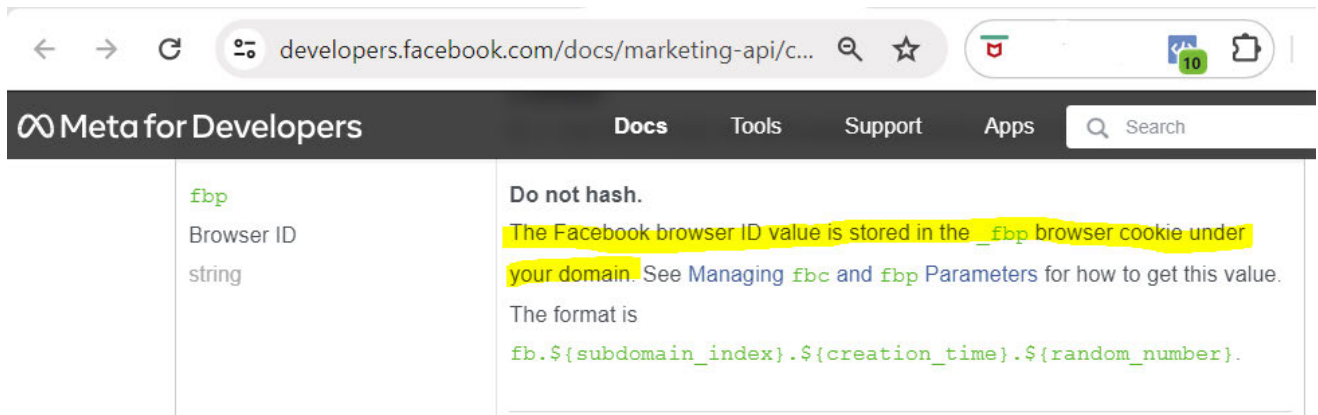 developers.facebook.com/docs/marketing-api/c...
10
Meta for Developers
Docs
Tools
Support
Apps
Search
fbp
Browser ID
string
Do not hash.
The Facebook browser ID value is stored in the _fbp browser cookie under
your domain. See Managing fbc and fbp Parameters for how to get this value.
The format is
fb.${subdomain_index}.${creation_time}.${random_number}.